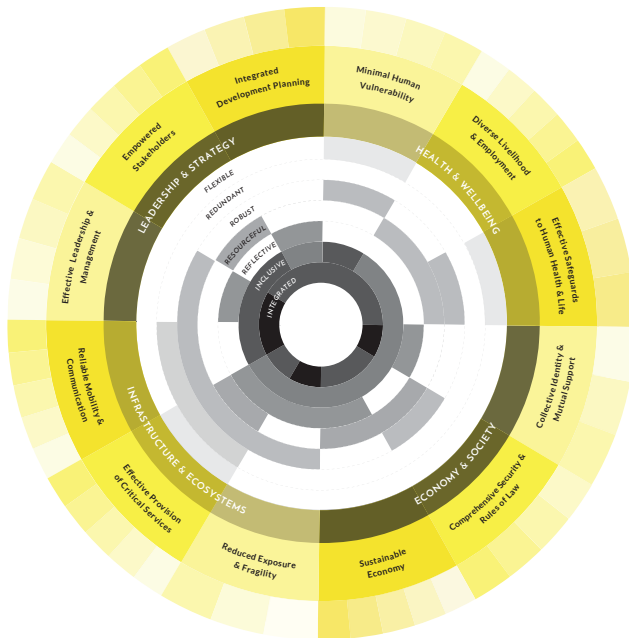 Integrated
Development Planning
Minimal Human
Vulnerability
Empowered
Stakeholders
Diverse Livelihood
& Employment
LEADERSHIP & STRATEGY
HEALTH & WELLBEING
FLEXIBLE
REDUNDANT
ROBUST
RESOURCEFUL
REFLECTIVE
INCLUSIVE
INTEGRATED
Effective Leadership &
Management
Effective Safeguards
to Human Health & Life
Reliable Mobility &
Communication
Collective Identity &
Mutual Support
INFRASTRUCTURE & ECOSYSTEMS
ECONOMY & SOCIETY
Effective Provision
of Critical Services
Comprehensive Security &
Rules of Law
Reduced Exposure
& Fragility
Sustainable
Economy